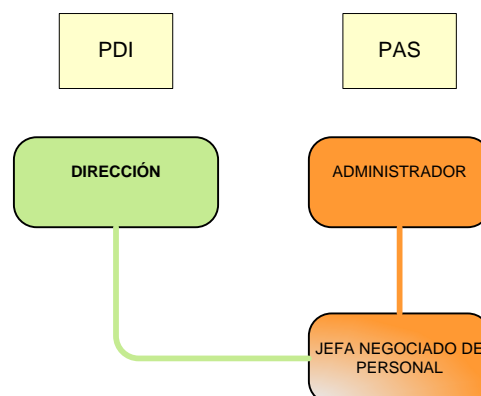 PDI
PAS
DIRECCIÓN
ADMINISTRADOR
JEFA NEGOCIADO DE
PERSONAL